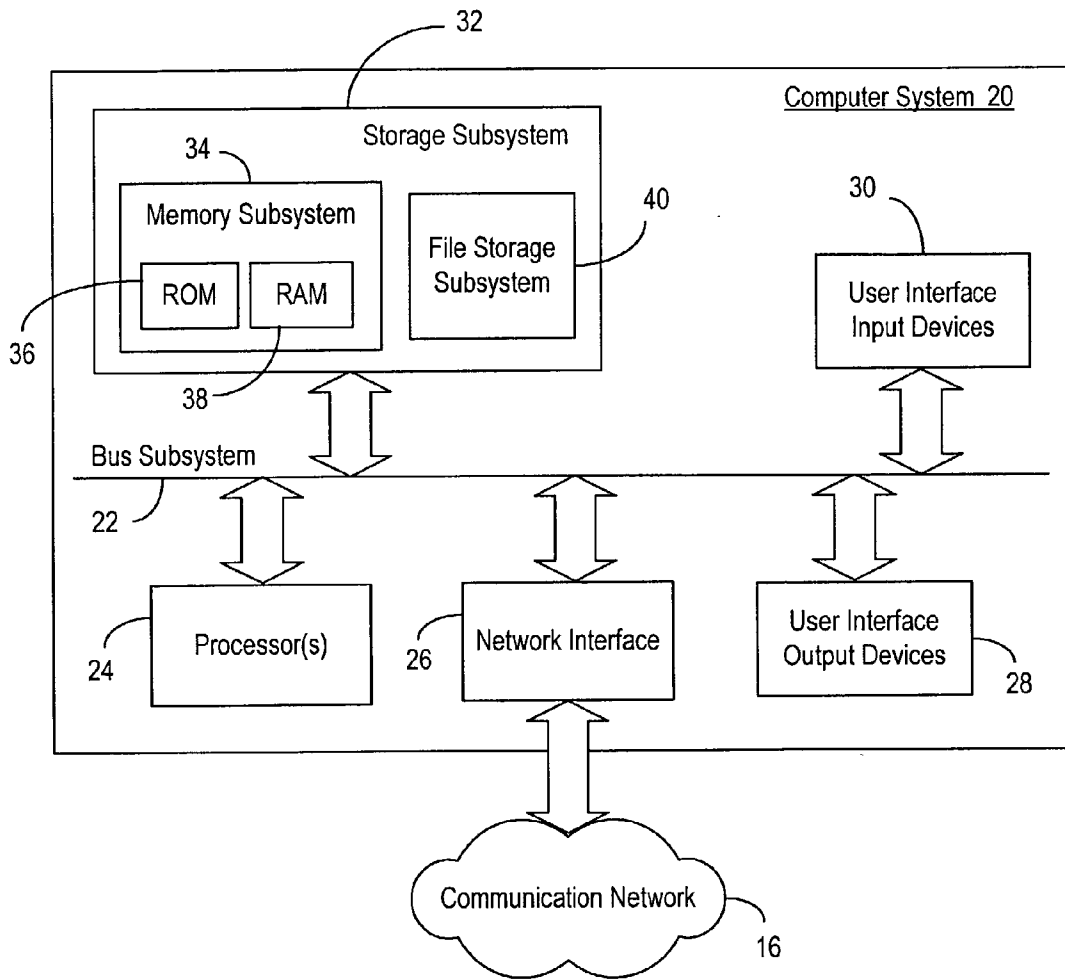 32
Computer System 20
Storage Subsystem
34
Memory Subsystem
40
30
File Storage
Subsystem
ROM
RAM
User Interface
Input Devices
36
38
Bus Subsystem
22
Processor(s)
24
Network Interface
26
User Interface
Output Devices
28
Communication Network
16